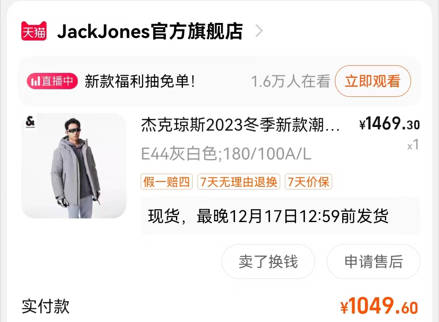 天猫 JackJones官方旗舰店
直播中 新款福利抽免单! 1.6万人在看 立即观看
&
杰克琼斯2023冬季新款潮... ¥1469.30
E44灰白色;180/100A/L x1
假一赔四 7天无理由退换 7天价保
现货，最晚12月17日12:59前发货
卖了换钱 申请售后
实付款 ¥1049.60